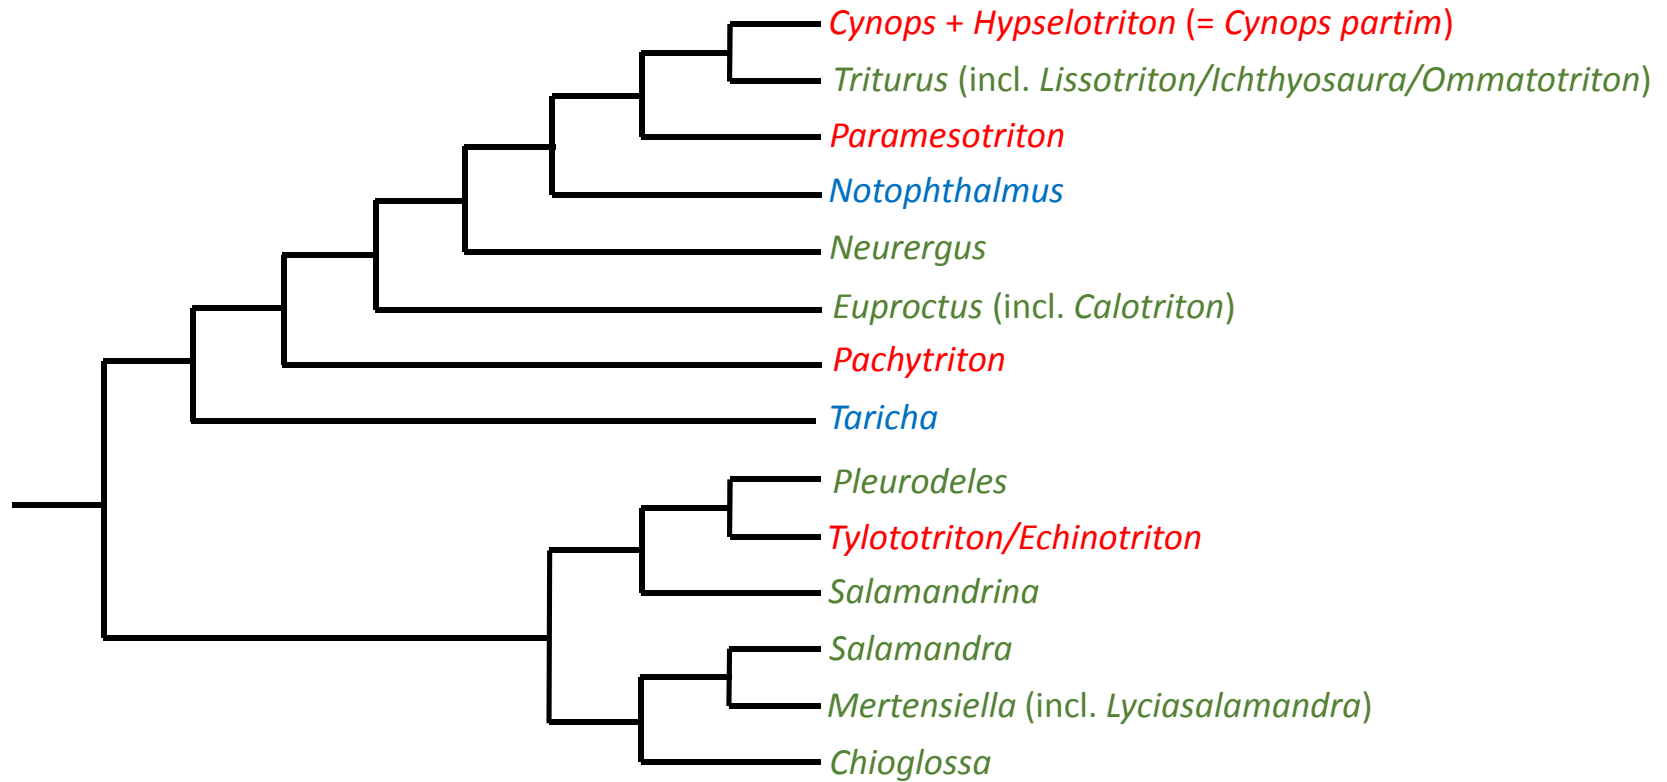 Cynops + Hypselotriton (= Cynops partim)
Triturus (incl. Lissotriton/Ichthyosaura/Ommatotriton)
Paramesotriton
Notophthalmus
Neurergus
Euproctus (incl. Calotriton)
Pachytriton
Taricha
Pleurodeles
Tylototriton/Echinotriton
Salamandrina
Salamandra
Mertensiella (incl. Lyciasalamandra)
Chioglossa